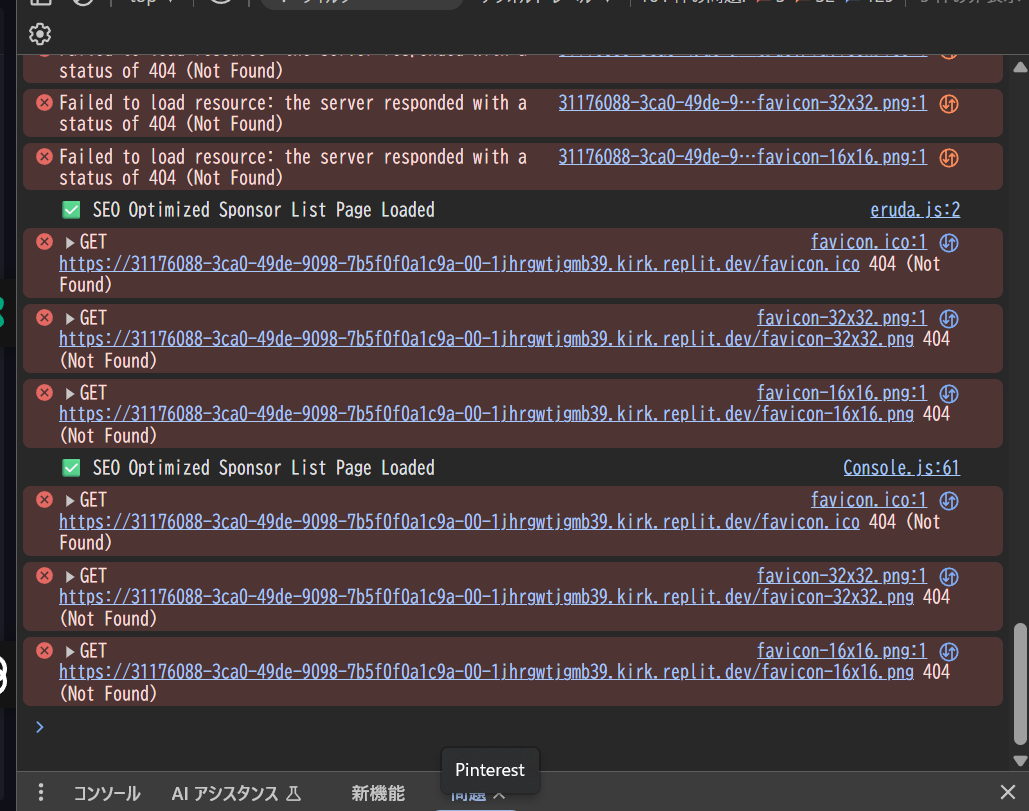 status of 404 (Not Found)
Failed to load resource: the server responded with a 31176088-3ca0-49de-9…favicon-32x32.png:1
status of 404 (Not Found)
Failed to load resource: the server responded with a 31176088-3ca0-49de-9…favicon-16x16.png:1
status of 404 (Not Found)
✅ SEO Optimized Sponsor List Page Loaded eruda.js:2
GET favicon.ico:1
https://31176088-3ca0-49de-9098-7b5f0f0a1c9a-00-1jhrgwtjgmb39.kirk.replit.dev/favicon.ico 404 (Not
Found)
GET favicon-32x32.png:1
https://31176088-3ca0-49de-9098-7b5f0f0a1c9a-00-1jhrgwtjgmb39.kirk.replit.dev/favicon-32x32.png 404
(Not Found)
GET favicon-16x16.png:1
https://31176088-3ca0-49de-9098-7b5f0f0a1c9a-00-1jhrgwtjgmb39.kirk.replit.dev/favicon-16x16.png 404
(Not Found)
✅ SEO Optimized Sponsor List Page Loaded Console.js:61
GET favicon.ico:1
https://31176088-3ca0-49de-9098-7b5f0f0a1c9a-00-1jhrgwtjgmb39.kirk.replit.dev/favicon.ico 404 (Not
Found)
GET favicon-32x32.png:1
https://31176088-3ca0-49de-9098-7b5f0f0a1c9a-00-1jhrgwtjgmb39.kirk.replit.dev/favicon-32x32.png 404
(Not Found)
GET favicon-16x16.png:1
https://31176088-3ca0-49de-9098-7b5f0f0a1c9a-00-1jhrgwtjgmb39.kirk.replit.dev/favicon-16x16.png 404
(Not Found)
Pinterest
コンソール AI アシスタンス 新機能 問題